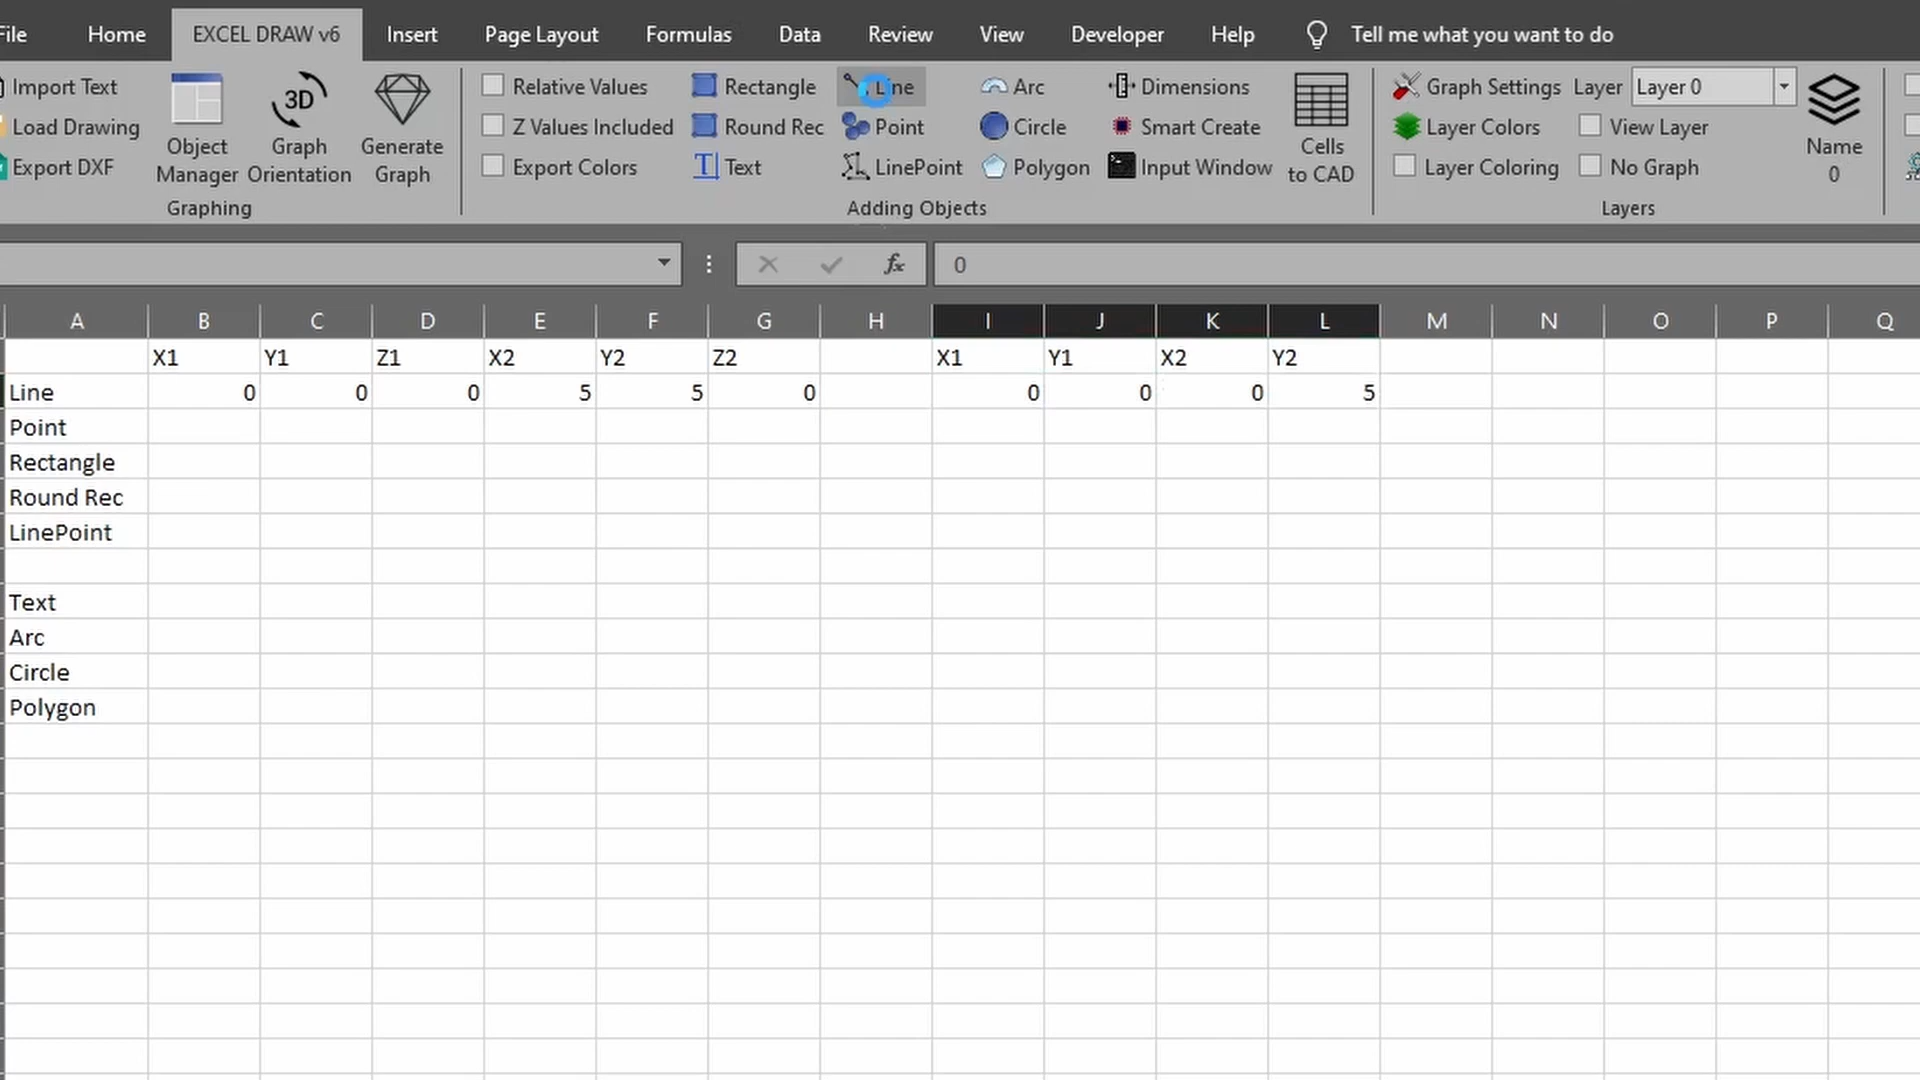 File Home EXCEL DRAW v6 Insert Page Layout Formulas Data Review View Developer Help Tell me what you want to do
Import Text
Load Drawing
Export DXF
Object
Manager
Graph
Orientation
Generate
Graph
Graphing
Relative Values
Z Values Included
Export Colors
Rectangle
Round Rec
Text
Line
Point
LinePoint
Arc
Circle
Polygon
Dimensions
Smart Create
Input Window
Cells
to CAD
Adding Objects
Graph Settings
Layer Colors
Layer Coloring
Layer Layer 0
View Layer
No Graph
Name
0
Layers
fx 0
A B C D E F G H I J K L M N O P Q
X1 Y1 Z1 X2 Y2 Z2 X1 Y1 X2 Y2
Line 0 0 0 5 5 0 0 0 0 5
Point
Rectangle
Round Rec
LinePoint
Text
Arc
Circle
Polygon